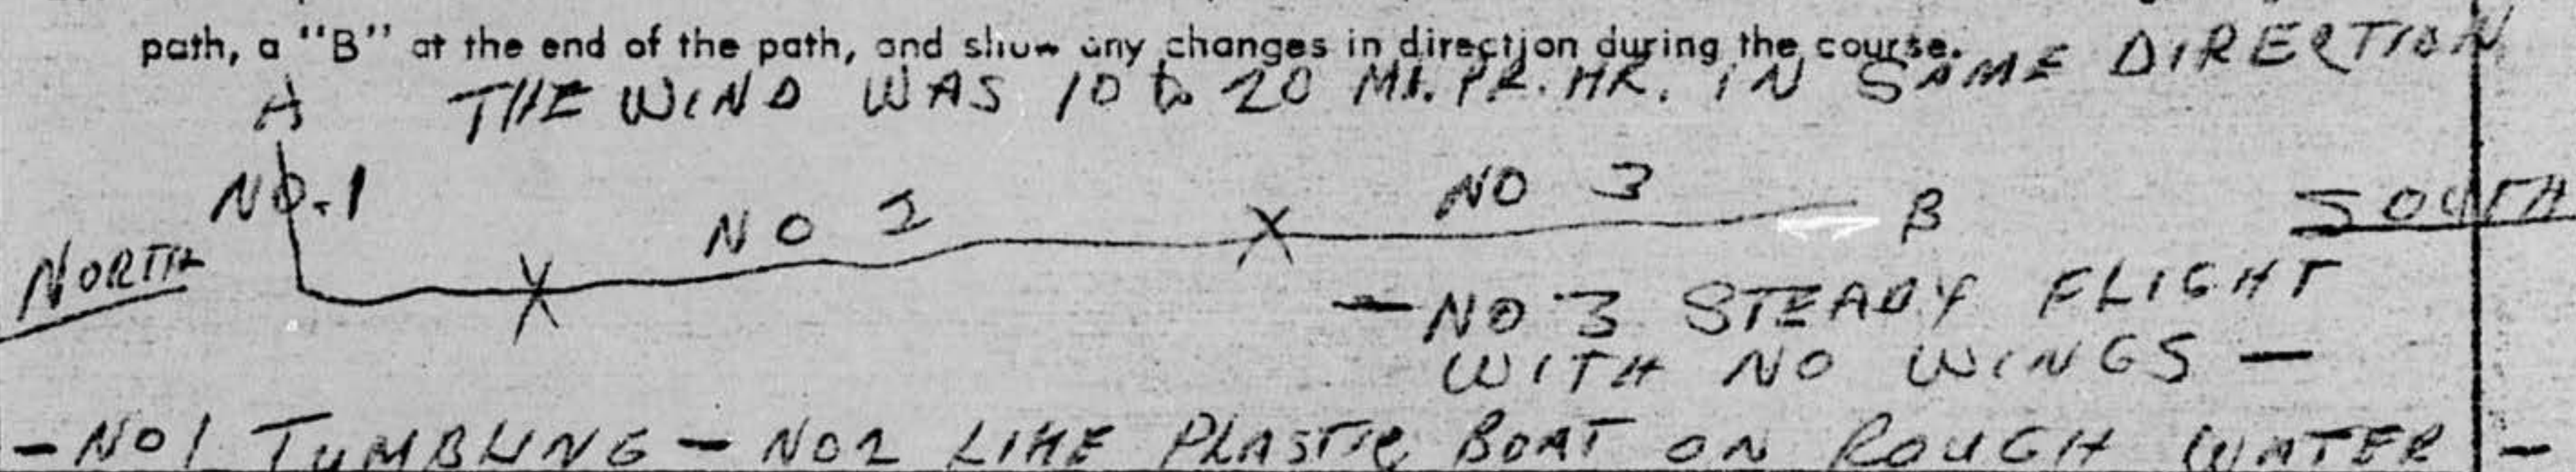 path, a "B" at the end of the path, and show any changes in direction during the course.
A THE WIND WAS 10 to 20 MI. PR. HR. IN SAME DIRECTION
NO. 1
NO 2
NO 3
B
SOUTH
NORTH
- NO 3 STEADY FLIGHT
WITH NO WINGS -
- NO 1 TUMBLING - NO 2 LIKE PLASTIC BOAT ON ROUGH WATER -